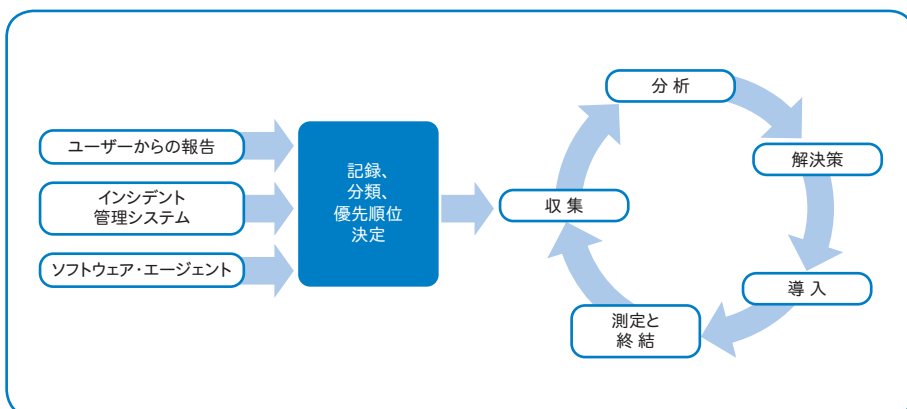 ユーザーからの報告
インシデント
管理システム
ソフトウェア・エージェント
記録、
分類、
優先順位
決定
収 集
分 析
解決策
導 入
測定と
終 結